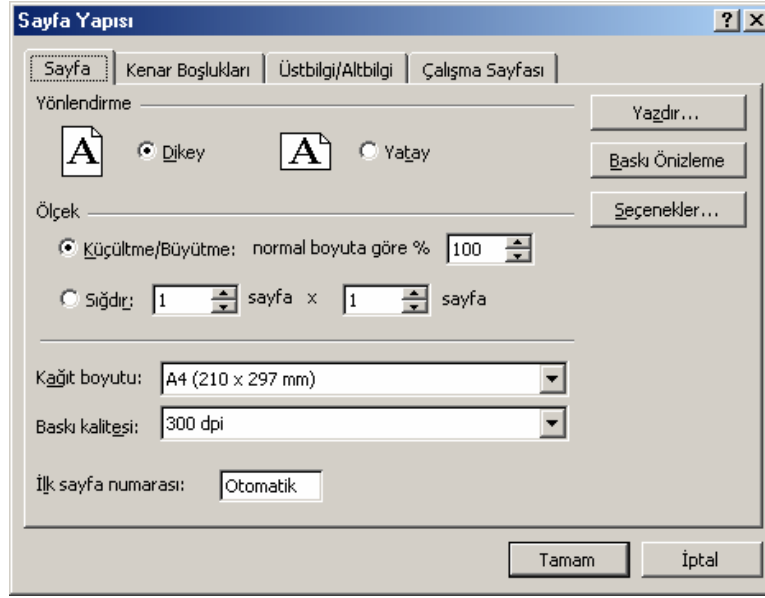 Sayfa Yapısı
Sayfa Kenar Boşlukları Üstbilgi/Altbilgi Çalışma Sayfası
Yönlendirme
Yazdır...
A Dikey A Yatay
Baskı Önizleme
Ölçek
Seçenekler...
Küçültme/Büyütme: normal boyuta göre % 100
Sığdır: 1 sayfa x 1 sayfa
Kağıt boyutu: A4 (210 x 297 mm)
Baskı kalitesi: 300 dpi
İlk sayfa numarası: Otomatik
Tamam İptal